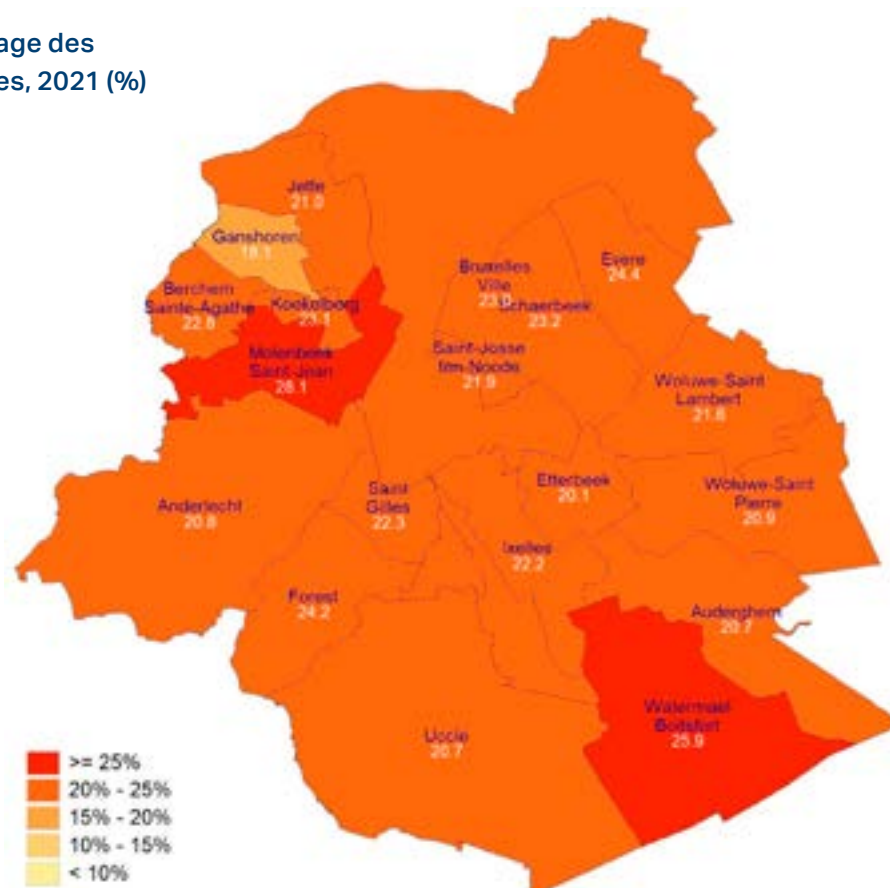 age des
es, 2021 (%)
Jette
21.0
Ganshoren
Berchem
Sainte-Agathe
22.8
Koekelberg
23.1
Molenbeek
Saint-Jean
28.1
Bruxelles
Ville
Schaerbeek
23.2
Evere
24.4
Saint-Josse
ten-Noode
21.9
Woluwe-Saint
Lambert
21.8
Anderlecht
20.8
Saint
Gilles
22.3
Etterbeek
20.1
Woluwe-Saint
Pierre
20.9
Ixelles
22.2
Forest
24.2
Auderghem
20.7
Uccle
20.7
Watermael
Boitsfort
25.9
>= 25%
20% - 25%
15% - 20%
10% - 15%
< 10%